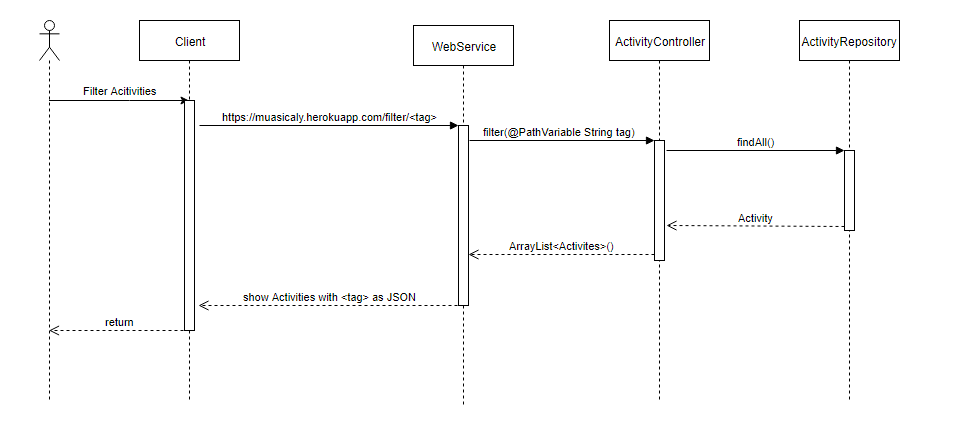 Client
WebService
ActivityController
ActivityRepository
Filter Acitivities
https://muasicaly.herokuapp.com/filter/<tag>
filter(@PathVariable String tag)
findAll()
Activity
ArrayList<Activites>()
show Activities with <tag> as JSON
return